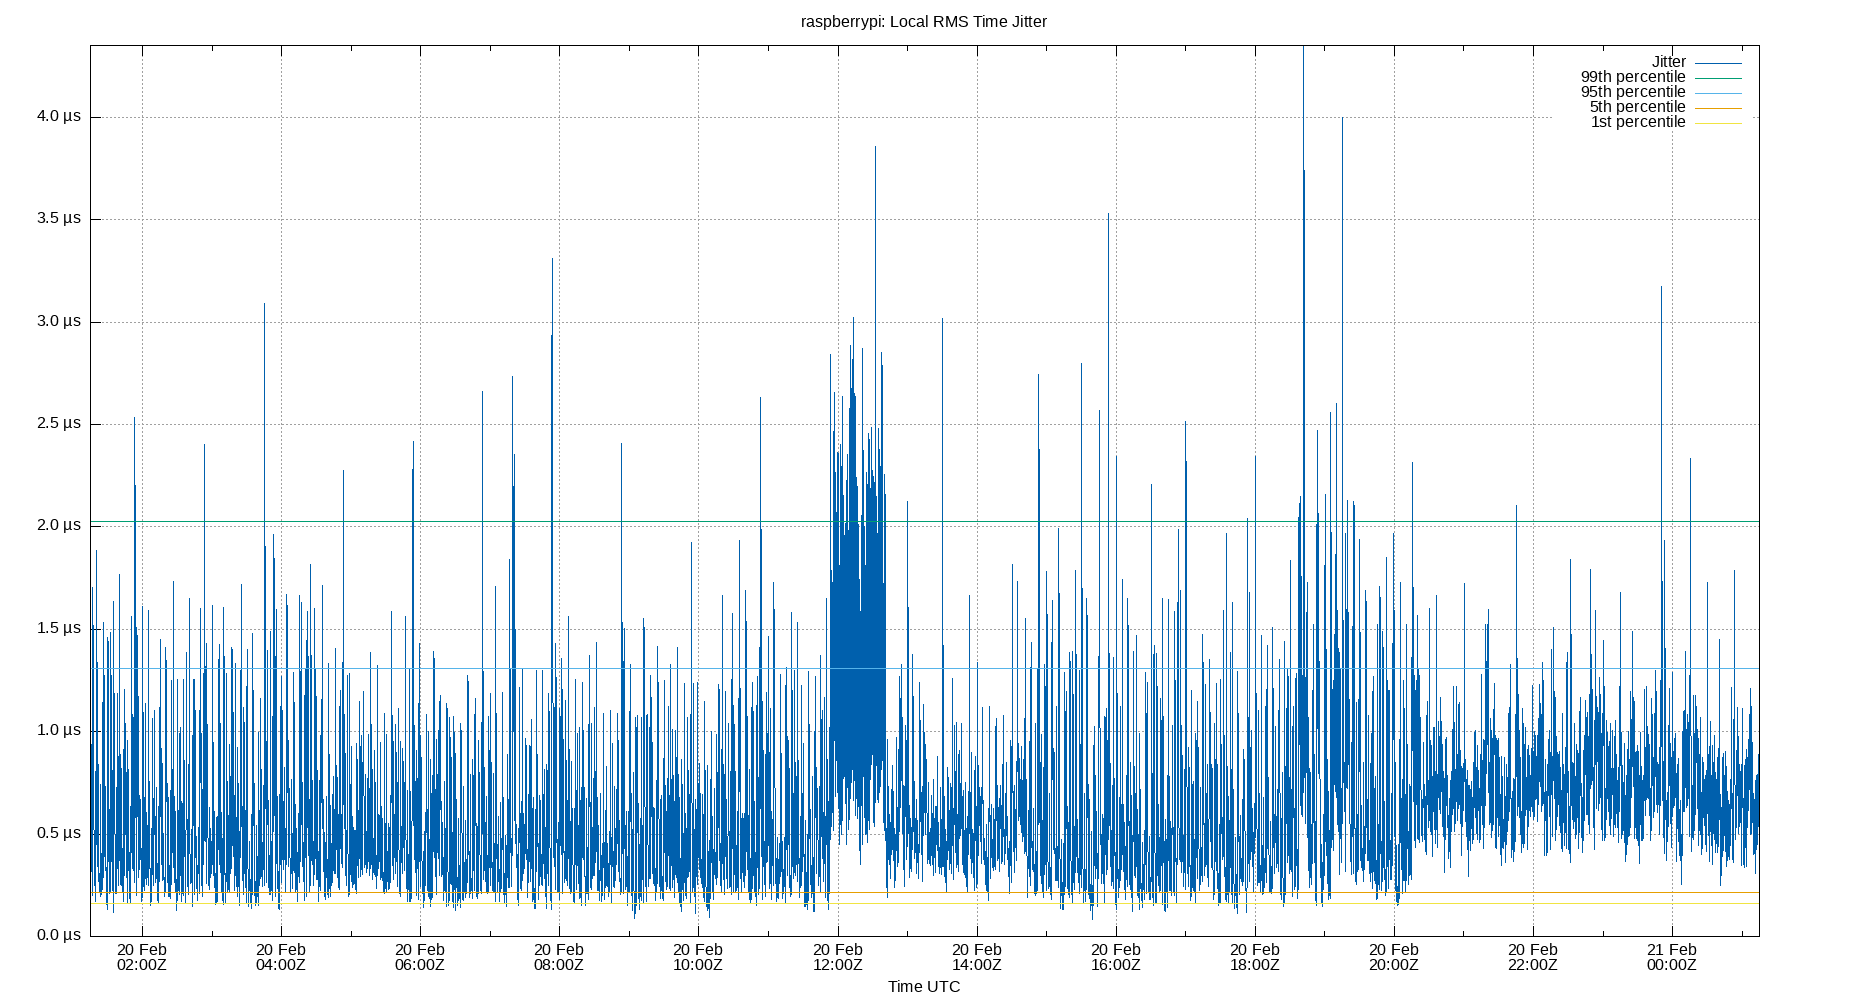 raspberrypi: Local RMS Time Jitter
Jitter
99th percentile
95th percentile
5th percentile
1st percentile
4.0 µs
3.5 µs
3.0 µs
2.5 µs
2.0 µs
1.5 µs
1.0 µs
0.5 µs
0.0 µs
20 Feb 20 Feb 20 Feb 20 Feb 20 Feb 20 Feb 20 Feb 20 Feb 20 Feb 20 Feb 20 Feb 21 Feb
02:00Z 04:00Z 06:00Z 08:00Z 10:00Z 12:00Z 14:00Z 16:00Z 18:00Z 20:00Z 22:00Z 00:00Z
Time UTC